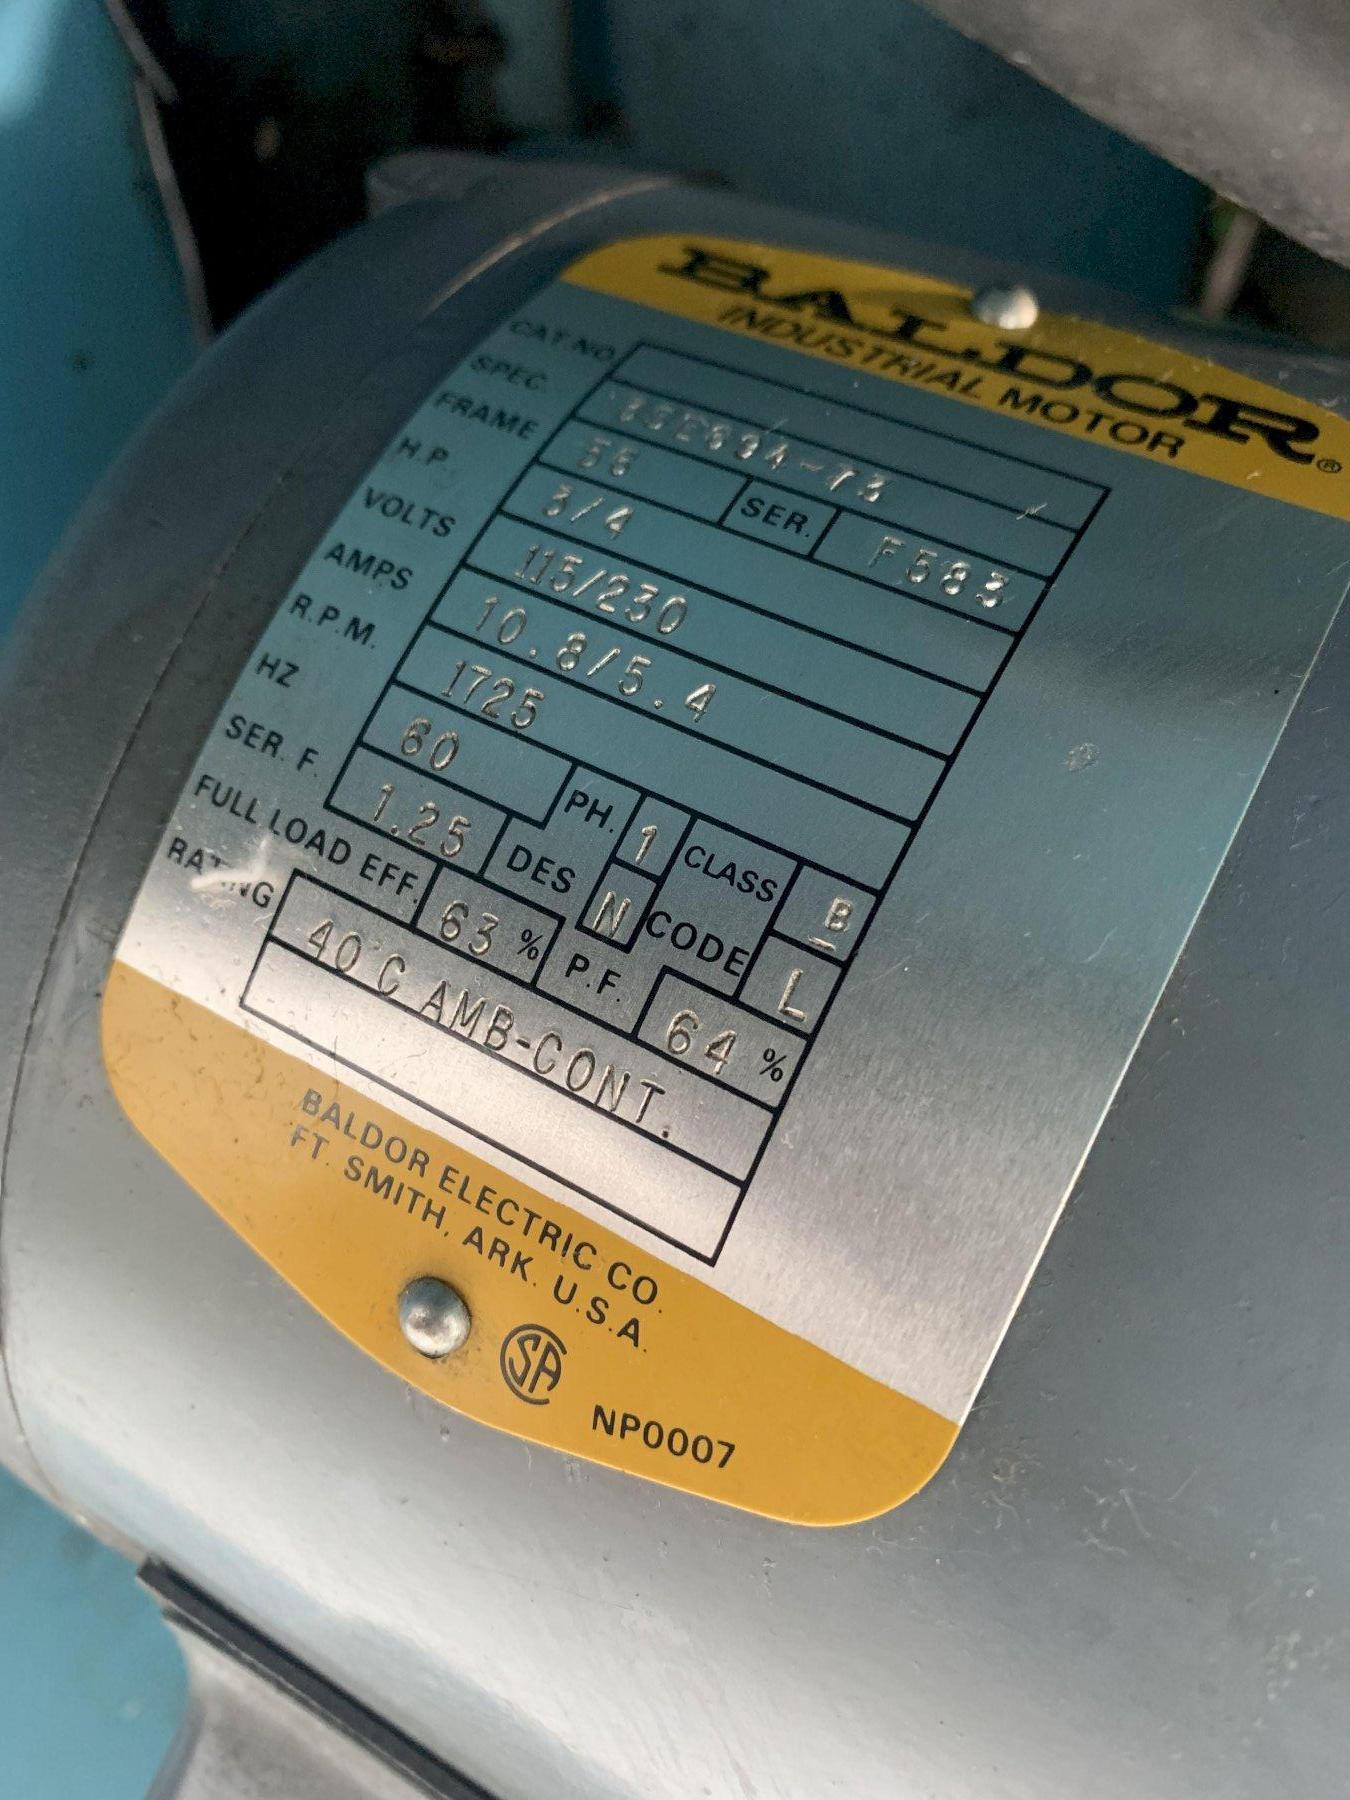 BALDOR®
INDUSTRIAL MOTOR
CAT. NO.
SPEC.
FRAME 56 SER. F583
H.P. 3/4
VOLTS 115/230
AMPS 10.8/5.4
R.P.M. 1725
HZ 60 PH. 1 CLASS B
SER. F. 1.25 DES N CODE L
FULL LOAD EFF. 63 % P.F. 64 %
RATING 40 C AMB-CONT.
BALDOR ELECTRIC CO.
FT. SMITH, ARK. U.S.A.
SA
NP0007